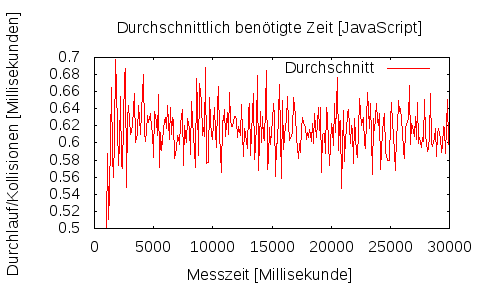 Durchschnittlich benötigte Zeit [JavaScript]
Durchlauf/Kollisionen [Millisekunden]
0.7
0.68
0.66
0.64
0.62
0.6
0.58
0.56
0.54
0.52
0.5
Durchschnitt
0 5000 10000 15000 20000 25000 30000
Messzeit [Millisekunde]